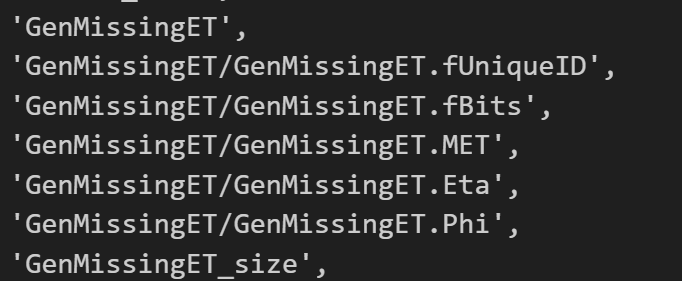 'GenMissingET',
'GenMissingET/GenMissingET.fUniqueID',
'GenMissingET/GenMissingET.fBits',
'GenMissingET/GenMissingET.MET',
'GenMissingET/GenMissingET.Eta',
'GenMissingET/GenMissingET.Phi',
'GenMissingET_size',